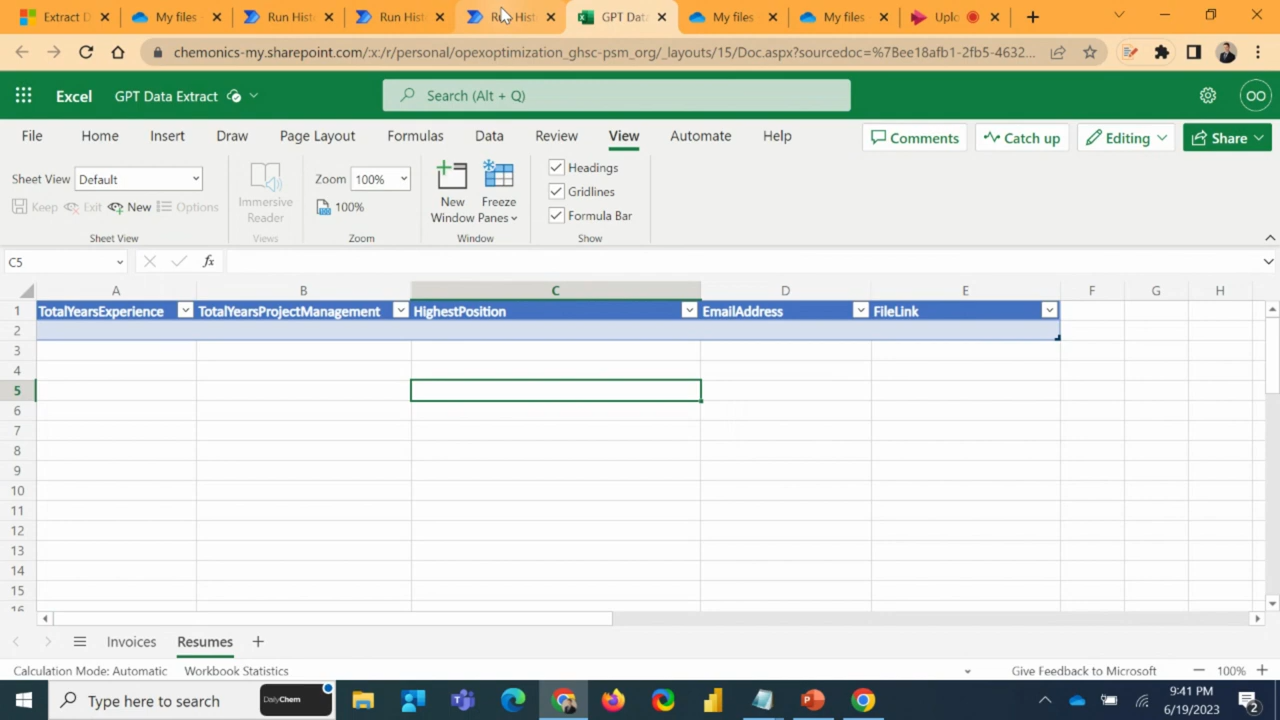 Extract D
My files
Run Hist
Run Hist
Run Hist
GPT Data
My files
My files
Uplo
chemonics-my.sharepoint.com/:x:/r/personal/opexoptimization_ghsc-psm_org/_layouts/15/Doc.aspx?sourcedoc=%7Bee18afb1-2fb5-4632...
Excel
GPT Data Extract
Search (Alt + Q)
OO
File
Home
Insert
Draw
Page Layout
Formulas
Data
Review
View
Automate
Help
Comments
Catch up
Editing
Share
Sheet View
Default
Keep
Exit
New
Options
Sheet View
Immersive
Reader
Views
Zoom
100%
100%
Zoom
New
Window
Freeze
Panes
Window
Headings
Gridlines
Formula Bar
Show
C5
fx
A B C D E F G H
1 TotalYearsExperience TotalYearsProjectManagement HighestPosition EmailAddress FileLink
2
3
4
5
6
7
8
9
10
11
12
13
14
15
16
Invoices
Resumes
Calculation Mode: Automatic
Workbook Statistics
Give Feedback to Microsoft
100%
Type here to search
DailyChem
9:41 PM
6/19/2023
2